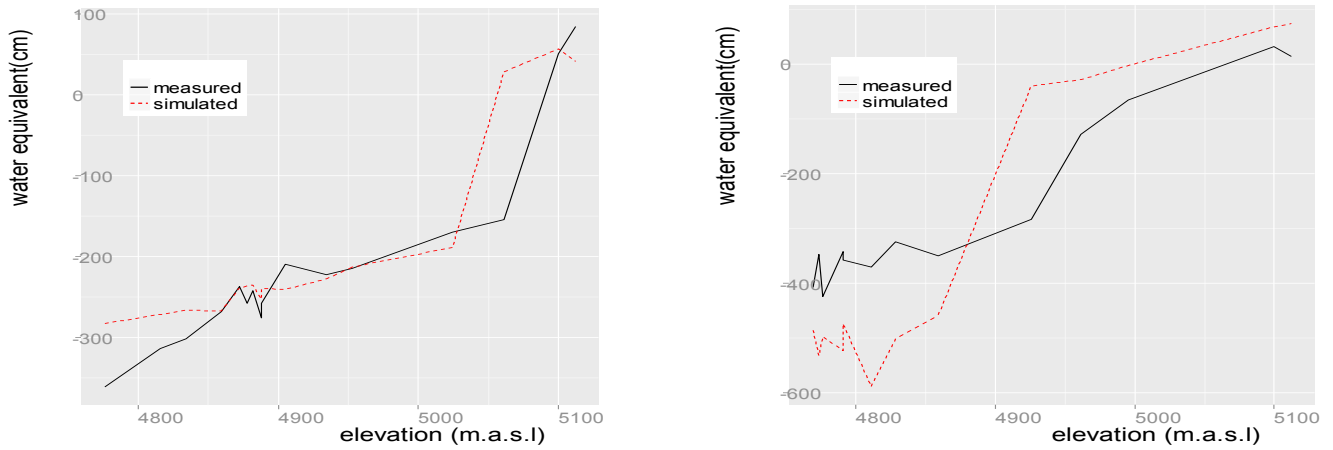 water equivalent(cm)
100
0
-100
-200
-300
measured
simulated
4800
4900
5000
5100
elevation (m.a.s.l)
water equivalent(cm)
0
-200
-400
-600
measured
simulated
4800
4900
5000
5100
elevation (m.a.s.l)